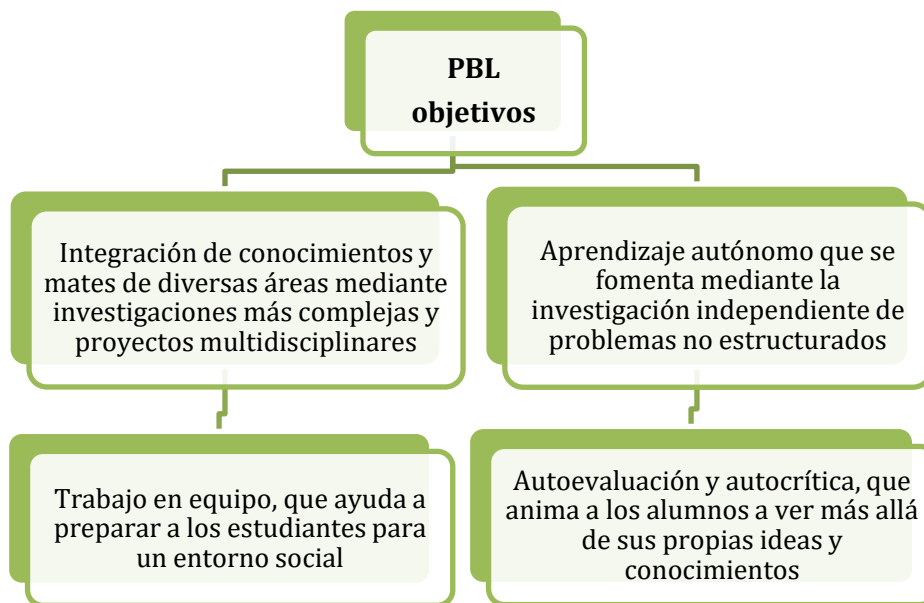 PBL
objetivos
Integración de conocimientos y
mates de diversas áreas mediante
investigaciones más complejas y
proyectos multidisciplinares
Aprendizaje autónomo que se
fomenta mediante la
investigación independiente de
problemas no estructurados
Trabajo en equipo, que ayuda a
preparar a los estudiantes para
un entorno social
Autoevaluación y autocrítica, que
anima a los alumnos a ver más allá
de sus propias ideas y
conocimientos